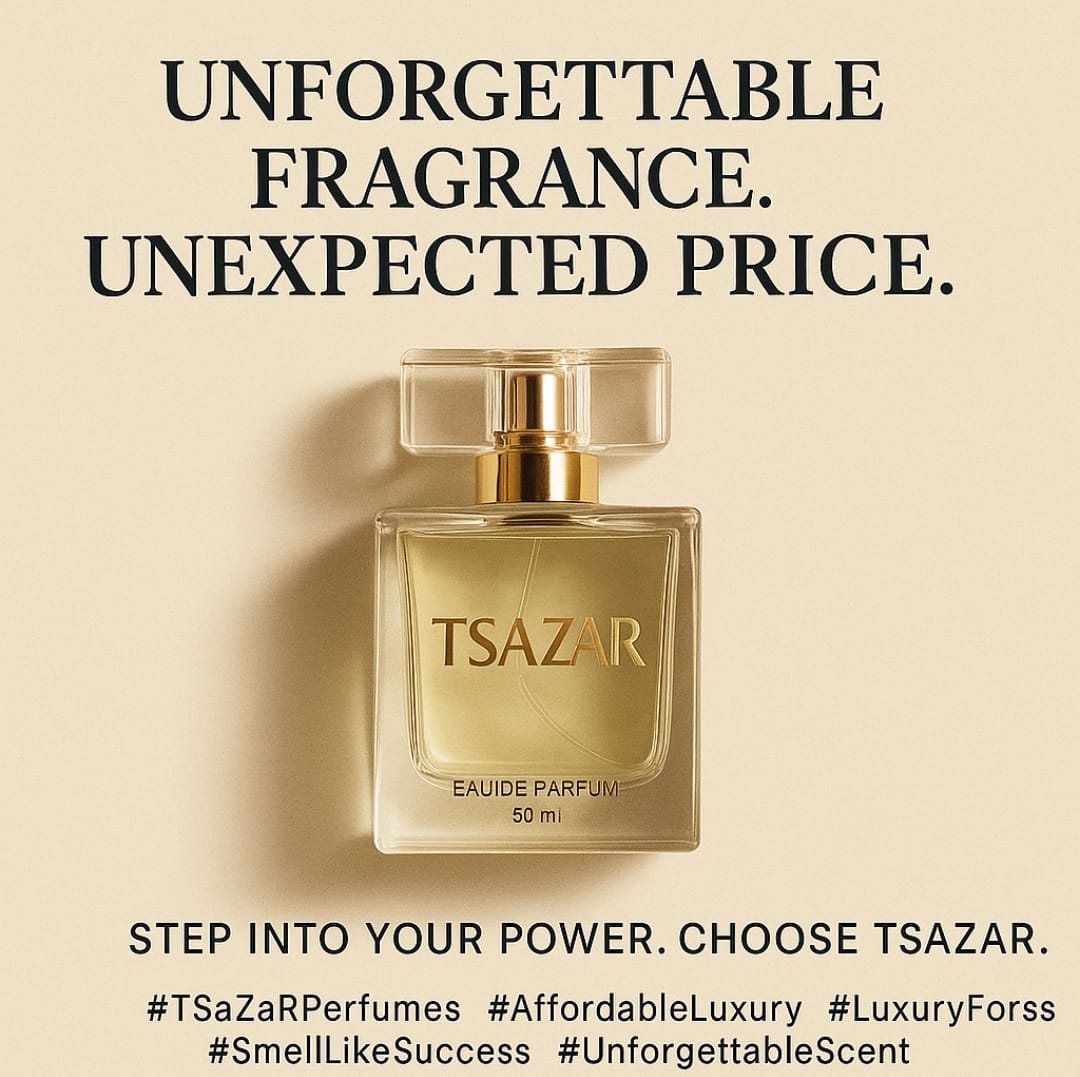 UNFORGETTABLE
FRAGRANCE.
UNEXPECTED PRICE.
TSAZAR
EAUIDE PARFUM
50 ml
STEP INTO YOUR POWER. CHOOSE TSAZAR.
#TSaZaRPerfumes #AffordableLuxury #LuxuryForss
#SmellLikeSuccess #UnforgettableScent